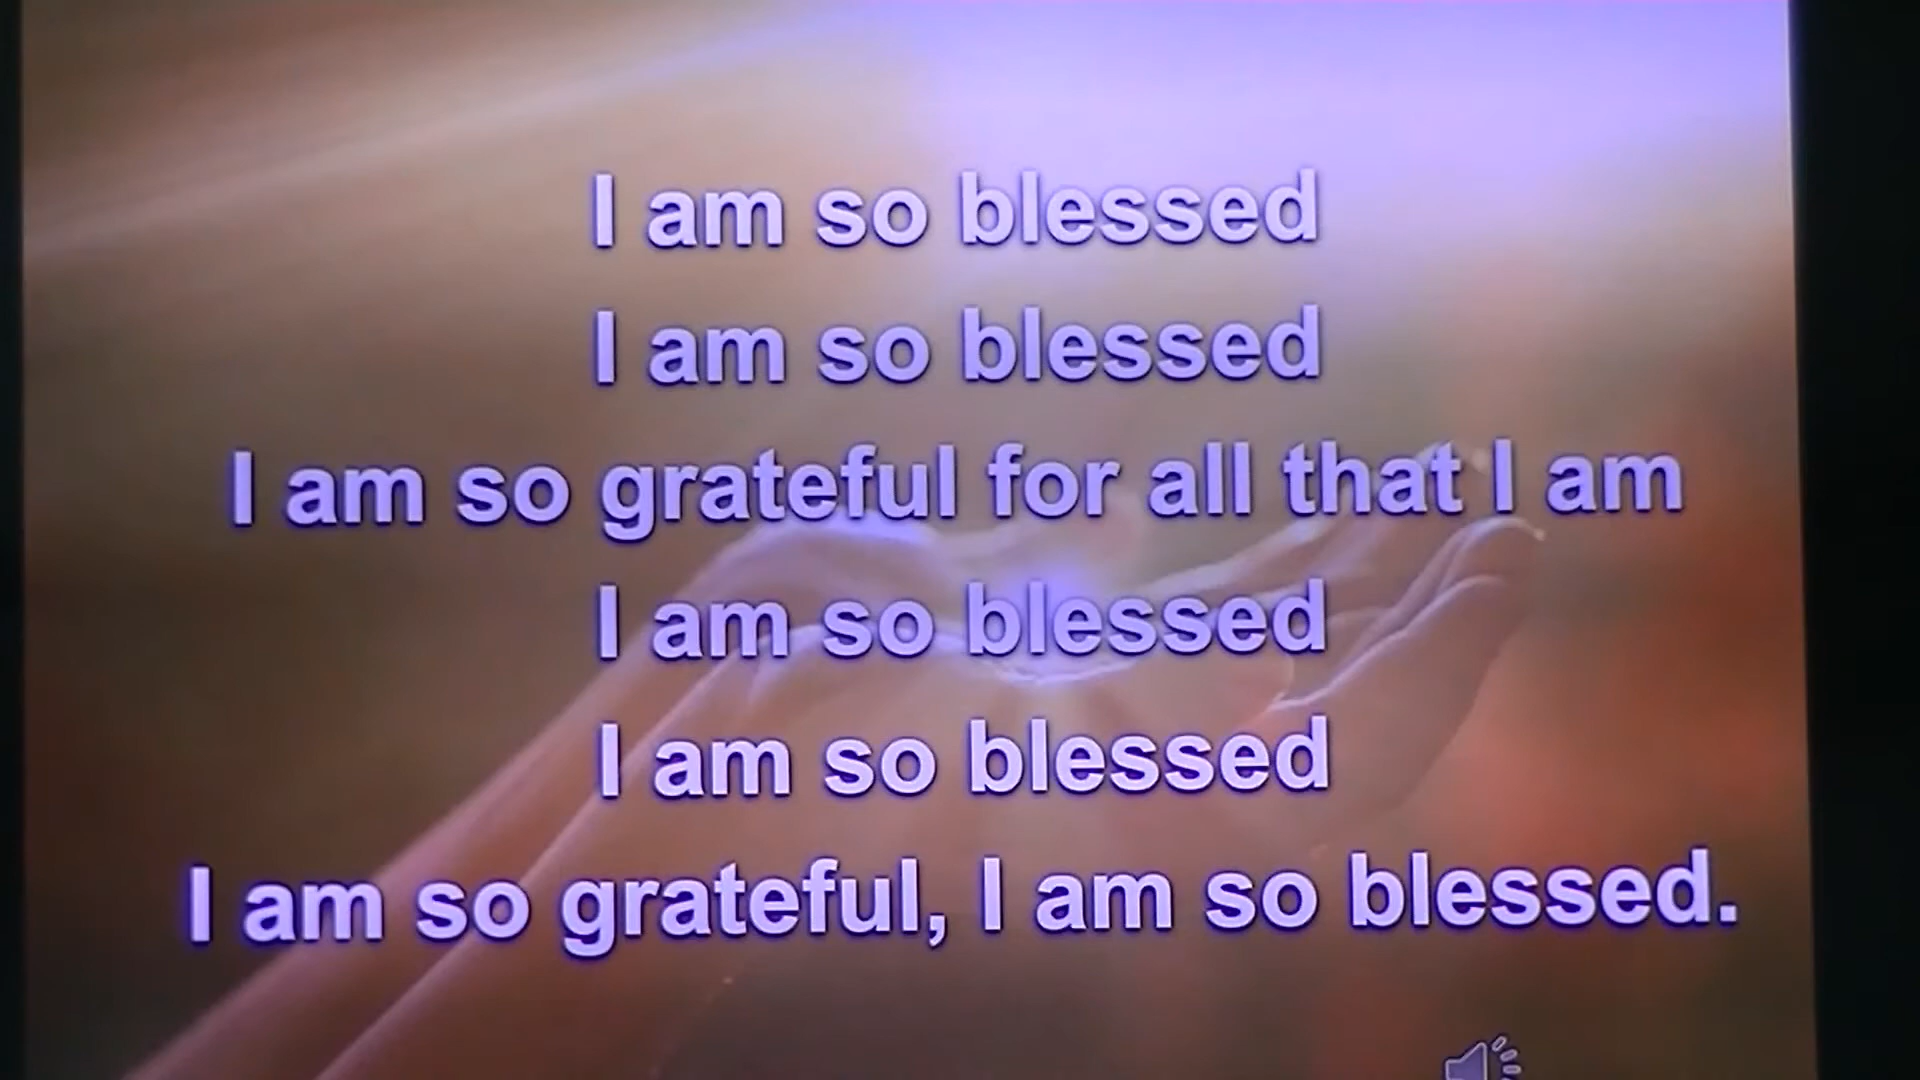 I am so blessed
I am so blessed
I am so grateful for all that I am
I am so blessed
I am so blessed
I am so grateful, I am so blessed.